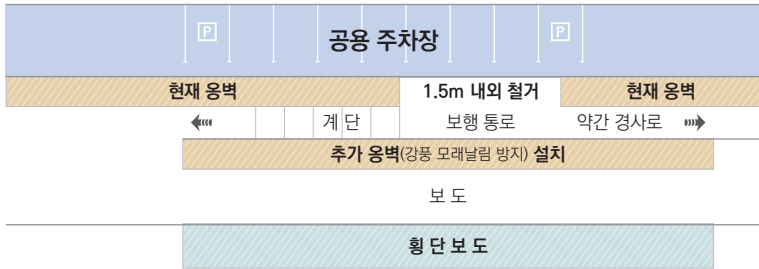 P
P
공용 주차장
현재 옹벽
1.5m 내외 철거
현재 옹벽
계 단
보행 통로
약간 경사로
추가 옹벽(강풍 모래날림 방지) 설치
보 도
횡 단 보 도